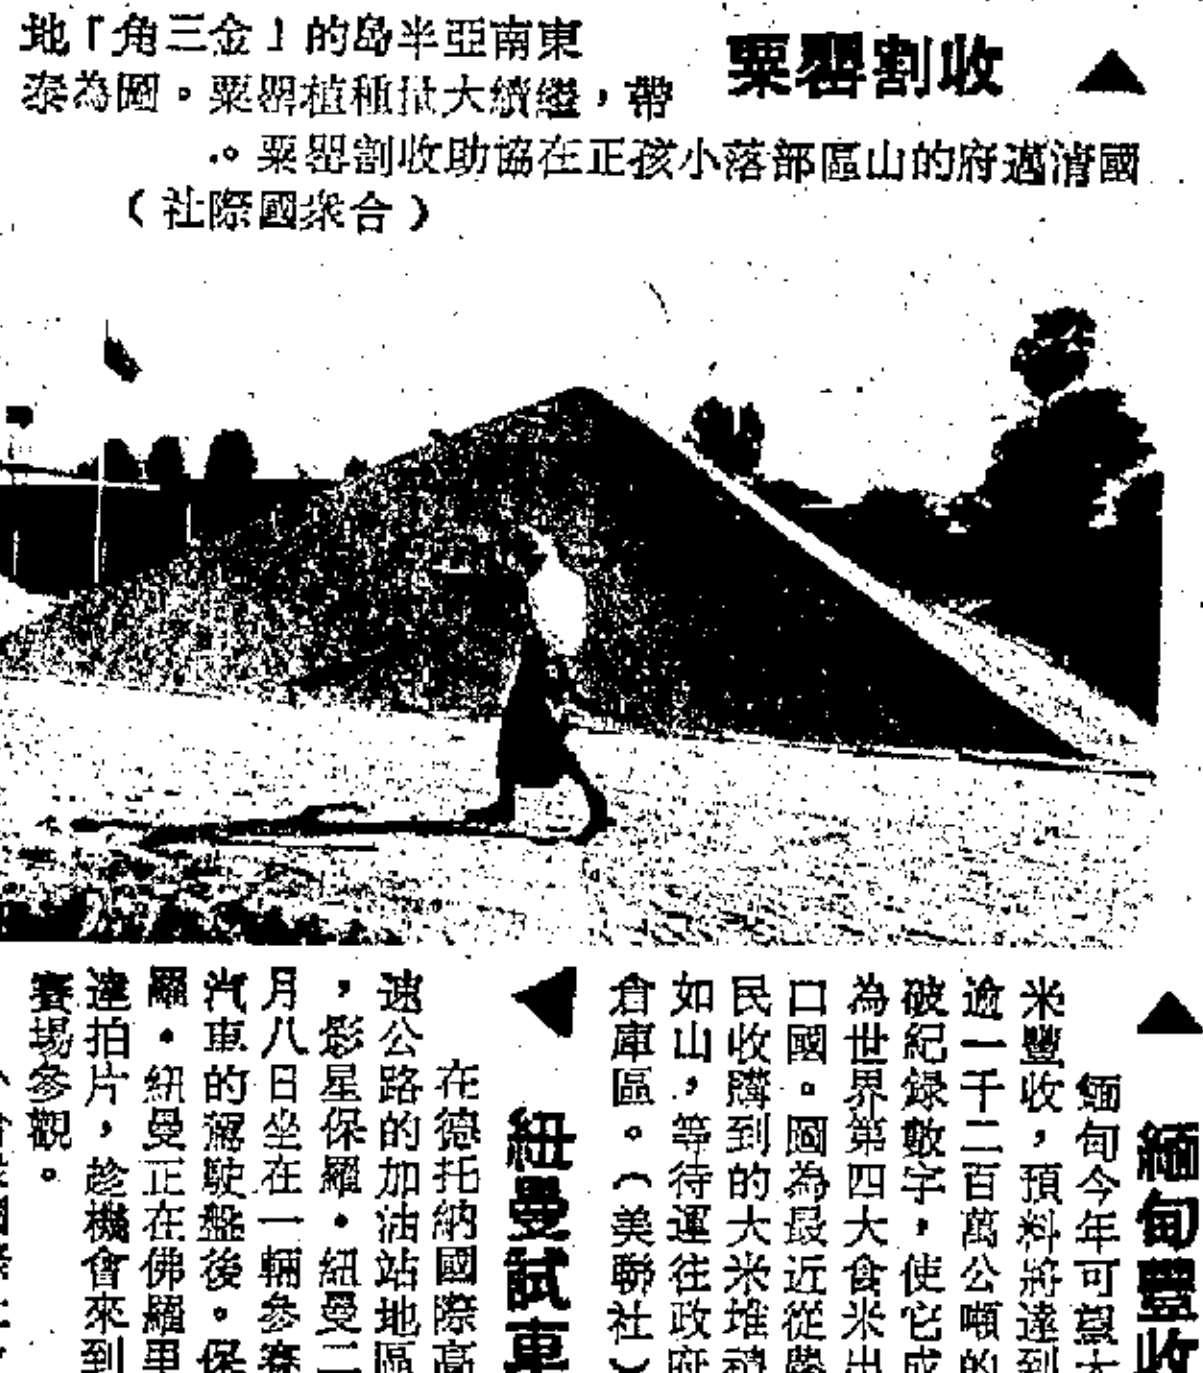 ▲收割罌粟
東南亞半島的「金三角」地
帶，繼續大批種植罌粟。圖為泰
國清邁府的山區部落小孩正在協助收割罌粟。
（合衆國際社）
▲緬甸豐收
緬甸今年可望大
米豐收，預料將達到
逾一千二百萬公噸的
破紀録數字，使它成
為世界第四大食米出
口國。圖為最近從農
民收購到的大米堆積
如山，等待運往政府
倉庫區。（美聯社）
◀紐曼試車
在德托納國際高
速公路的加油站地區
，影星保羅・紐曼二
月八日坐在一輛參賽
汽車的駕駛盤後。保
羅・紐曼正在佛羅里
達拍片，趁機會來到
賽場參觀。